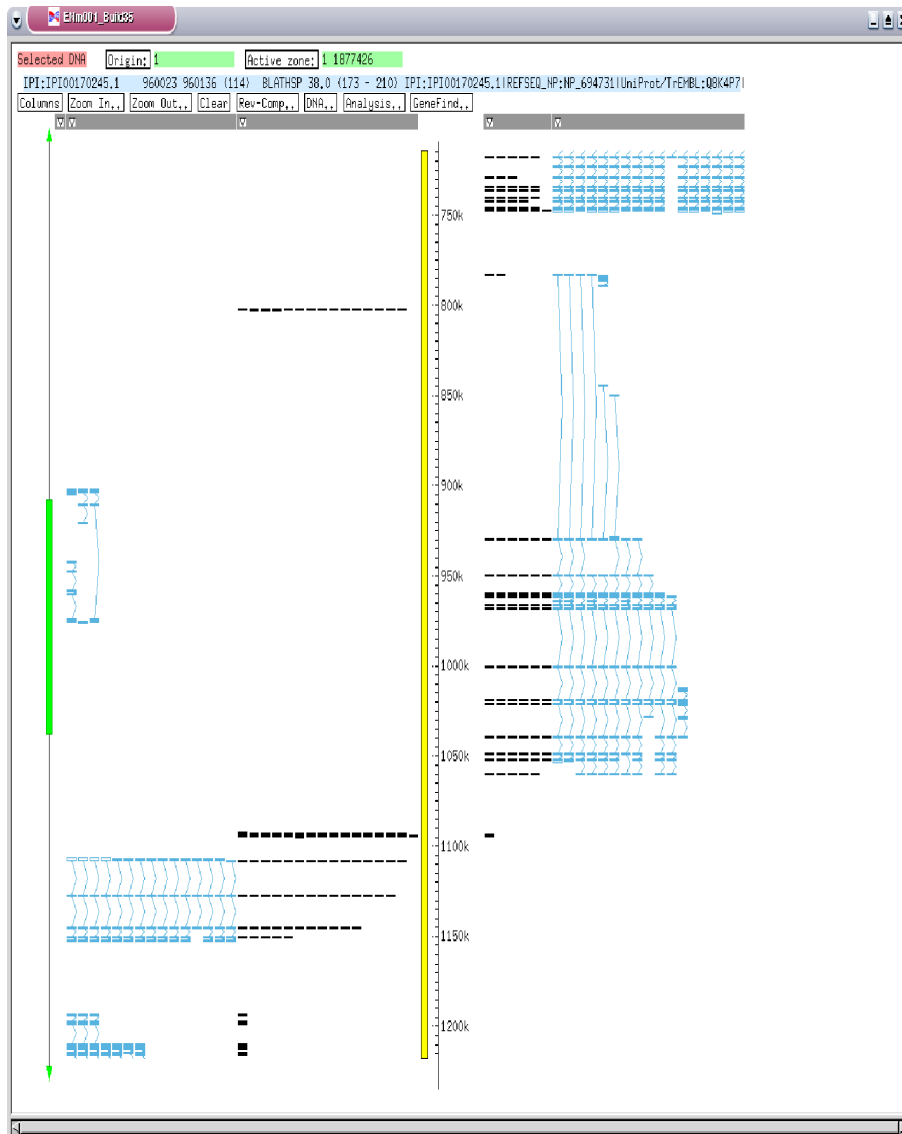 ENm001_Build35
Selected DNA Origin: 1 Active zone: 1 1877426
IPI:IPI00170245.1 960023 960136 (114) BLATHSP 38.0 (173 - 210) IPI:IPI00170245.1|REFSEQ_NP:NP_694731|UniProt/TrEMBL:Q8K4P7|
Columns Zoom In.. Zoom Out.. Clear Rev-Comp.. DNA.. Analysis.. GeneFind..
750k
800k
850k
900k
950k
1000k
1050k
1100k
1150k
1200k